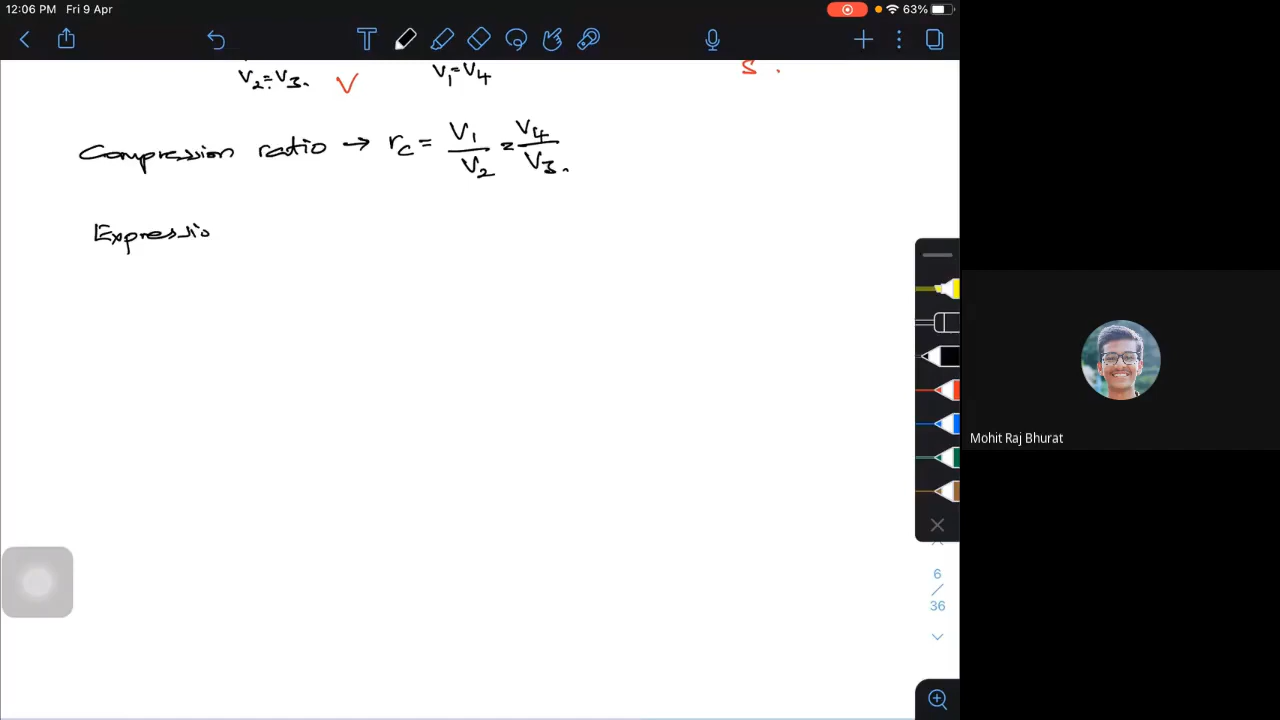 12:06 PM Fri 9 Apr 63%
T
V₂=V₃. V V₁=V₄ S.
Compression ratio → rc = V₁/V₂ = V₄/V₃.
Expressio
Mohit Raj Bhurat
6
/
36